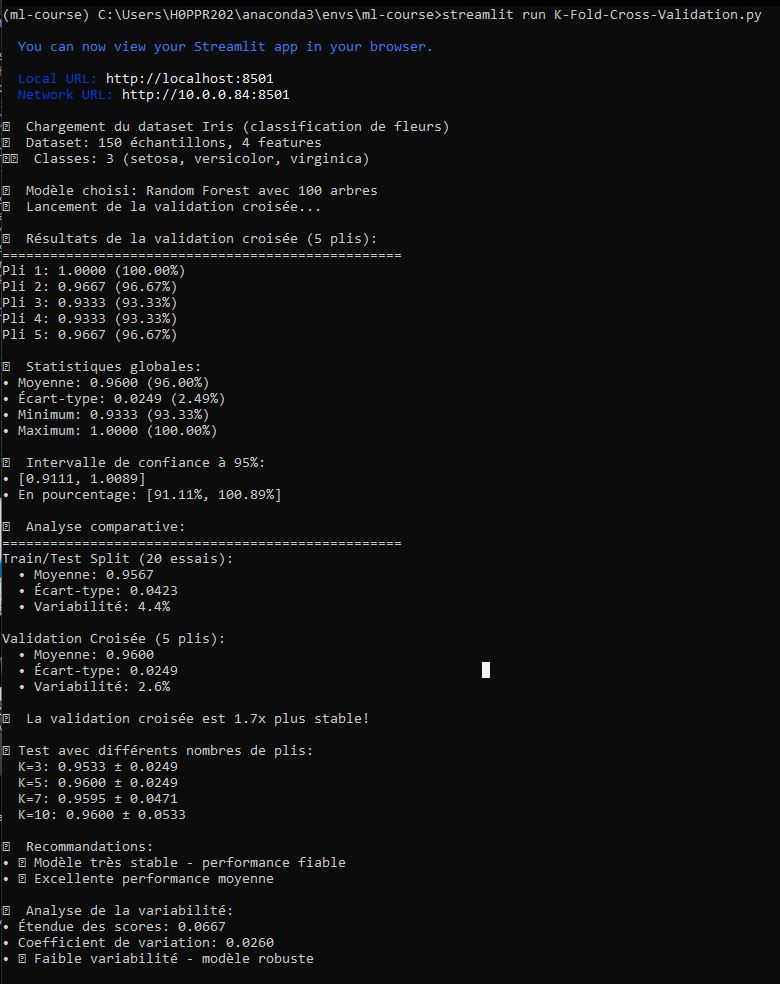 (ml-course) C:\Users\H0PPR202\anaconda3\envs\ml-course>streamlit run K-Fold-Cross-Validation.py
You can now view your Streamlit app in your browser.
Local URL: http://localhost:8501
Network URL: http://10.0.0.84:8501
Chargement du dataset Iris (classification de fleurs)
Dataset: 150 échantillons, 4 features
Classes: 3 (setosa, versicolor, virginica)
Modèle choisi: Random Forest avec 100 arbres
Lancement de la validation croisée...
Résultats de la validation croisée (5 plis):
==================================================
Pli 1: 1.0000 (100.00%)
Pli 2: 0.9667 (96.67%)
Pli 3: 0.9333 (93.33%)
Pli 4: 0.9333 (93.33%)
Pli 5: 0.9667 (96.67%)
Statistiques globales:
• Moyenne: 0.9600 (96.00%)
• Écart-type: 0.0249 (2.49%)
• Minimum: 0.9333 (93.33%)
• Maximum: 1.0000 (100.00%)
Intervalle de confiance à 95%:
• [0.9111, 1.0089]
• En pourcentage: [91.11%, 100.89%]
Analyse comparative:
==================================================
Train/Test Split (20 essais):
• Moyenne: 0.9567
• Écart-type: 0.0423
• Variabilité: 4.4%
Validation Croisée (5 plis):
• Moyenne: 0.9600
• Écart-type: 0.0249
• Variabilité: 2.6%
La validation croisée est 1.7x plus stable!
Test avec différents nombres de plis:
K=3: 0.9533 ± 0.0249
K=5: 0.9600 ± 0.0249
K=7: 0.9595 ± 0.0471
K=10: 0.9600 ± 0.0533
Recommandations:
• Modèle très stable - performance fiable
• Excellente performance moyenne
Analyse de la variabilité:
• Étendue des scores: 0.0667
• Coefficient de variation: 0.0260
• Faible variabilité - modèle robuste